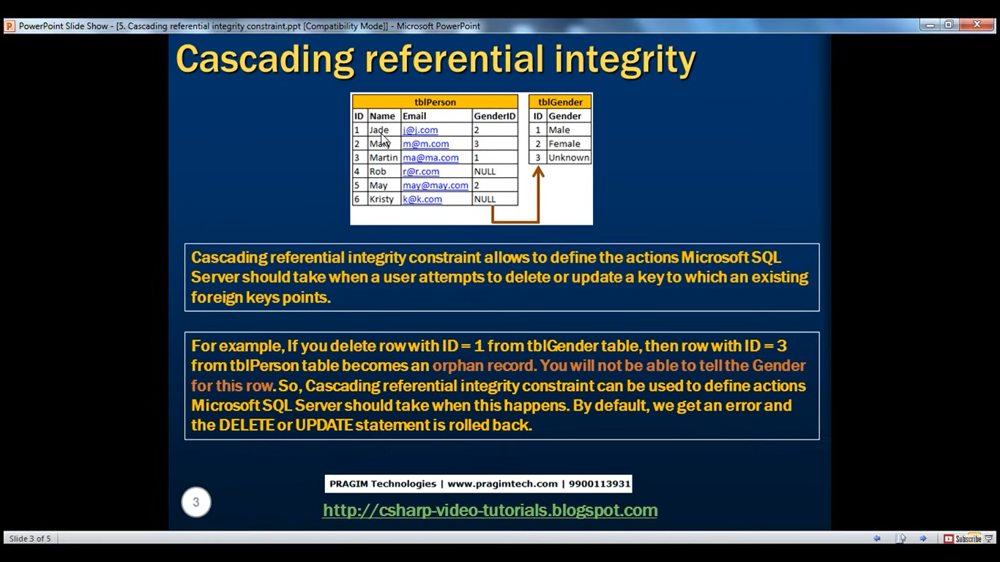 PowerPoint Slide Show - [5. Cascading referential integrity constraint.ppt [Compatibility Mode]] - Microsoft PowerPoint
Cascading referential integrity
tblPerson
ID Name Email GenderID
1 Jade j@j.com 2
2 Mary m@m.com 3
3 Martin ma@ma.com 1
4 Rob r@r.com NULL
5 May may@may.com 2
6 Kristy k@k.com NULL
tblGender
ID Gender
1 Male
2 Female
3 Unknown
Cascading referential integrity constraint allows to define the actions Microsoft SQL
Server should take when a user attempts to delete or update a key to which an existing
foreign keys points.
For example, If you delete row with ID = 1 from tblGender table, then row with ID = 3
from tblPerson table becomes an orphan record. You will not be able to tell the Gender
for this row. So, Cascading referential integrity constraint can be used to define actions
Microsoft SQL Server should take when this happens. By default, we get an error and
the DELETE or UPDATE statement is rolled back.
PRAGIM Technologies | www.pragimtech.com | 9900113931
3
http://csharp-video-tutorials.blogspot.com
Slide 3 of 5
Subscribe